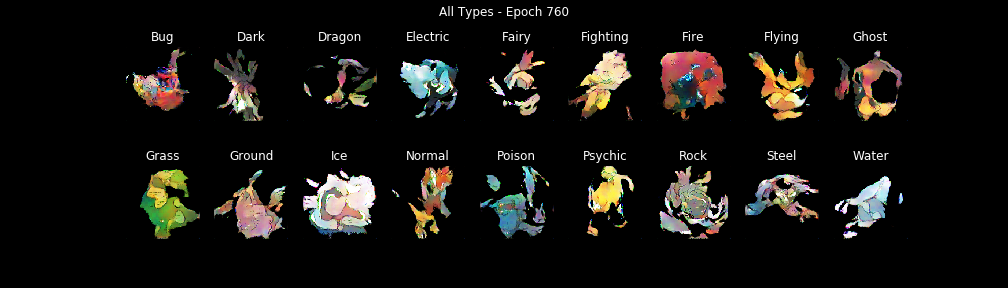 All Types - Epoch 760
Bug Dark Dragon Electric Fairy Fighting Fire Flying Ghost
Grass Ground Ice Normal Poison Psychic Rock Steel Water